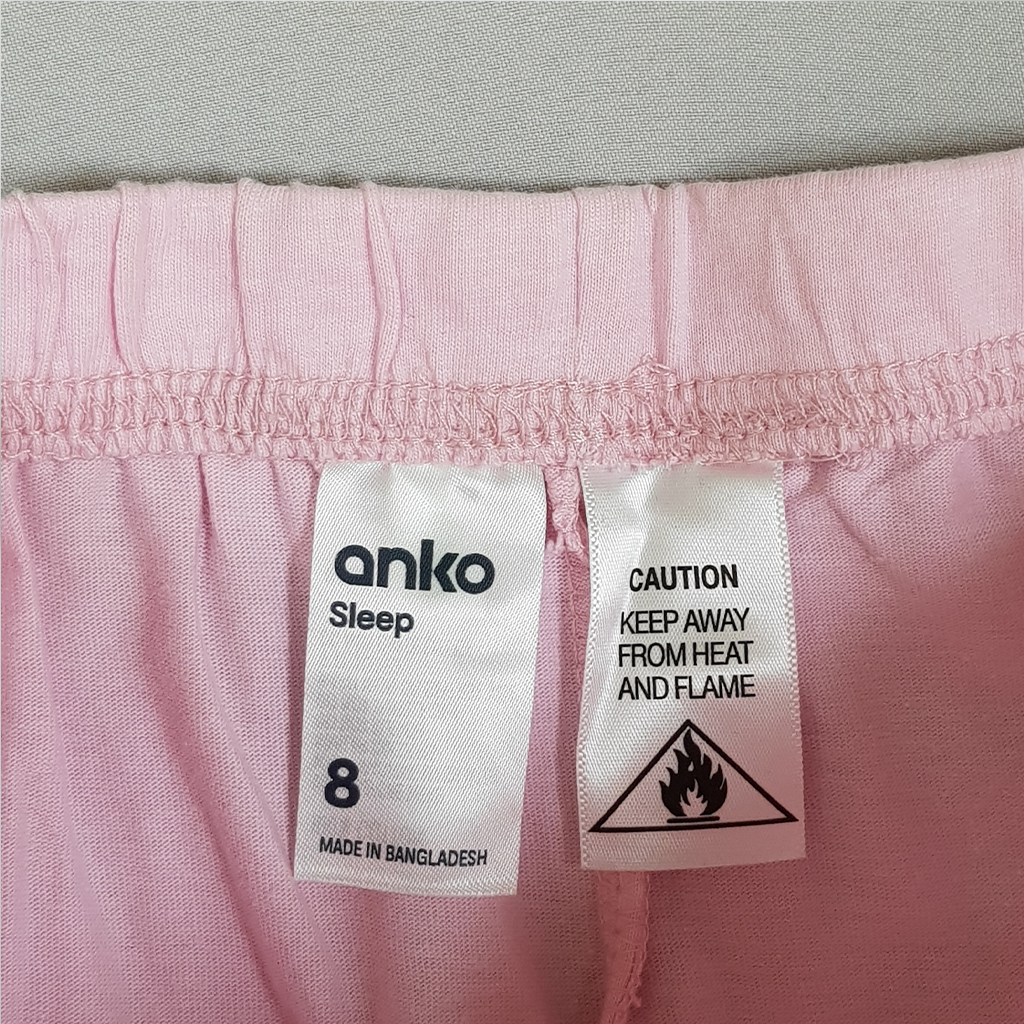 anko
Sleep
8
MADE IN BANGLADESH
CAUTION
KEEP AWAY
FROM HEAT
AND FLAME